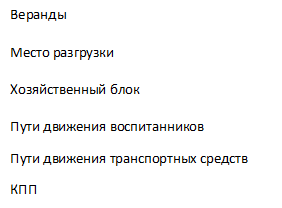 Веранды
Место разгрузки
Хозяйственный блок
Пути движения воспитанников
Пути движения транспортных средств
КПП